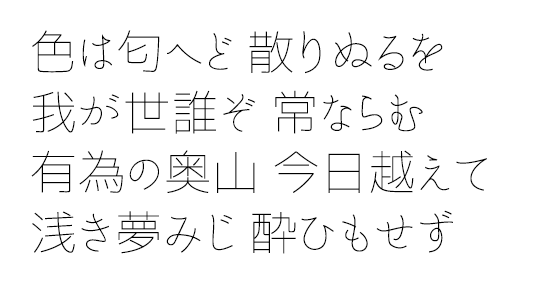 色は匂へど 散りぬるを
我が世誰ぞ 常ならむ
有為の奥山 今日越えて
浅き夢みじ 酔ひもせず